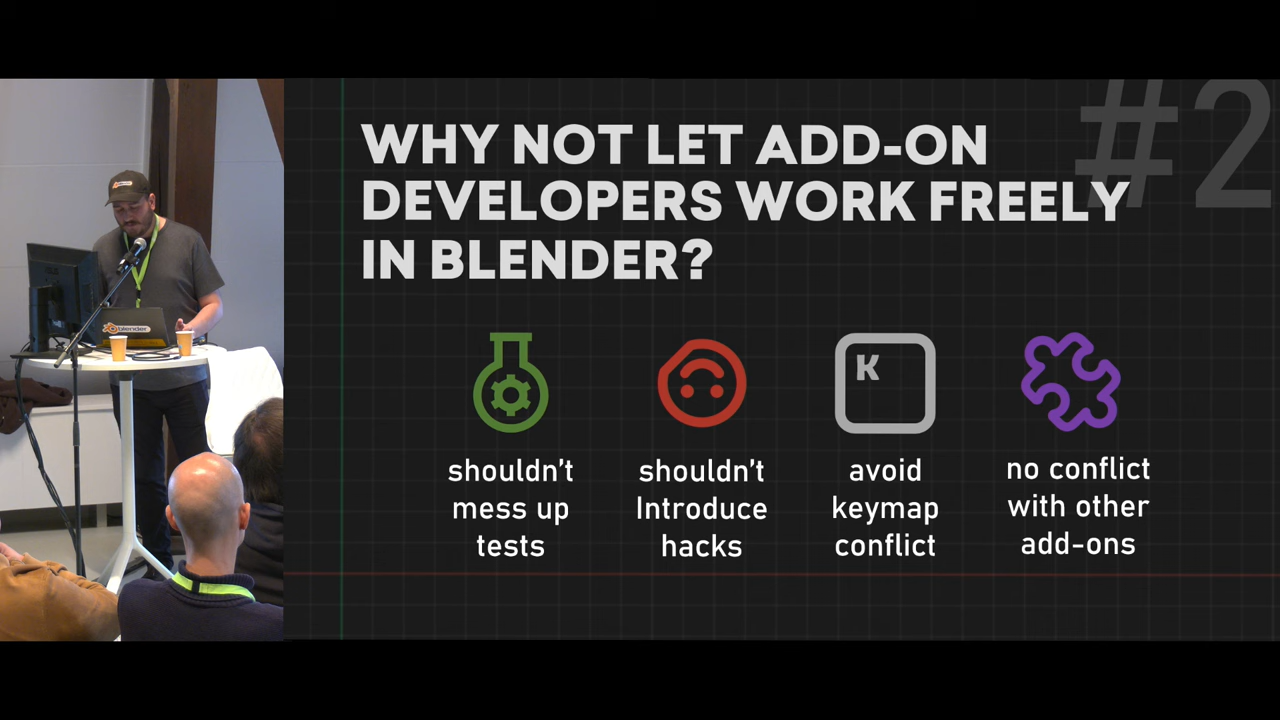 #2
WHY NOT LET ADD-ON
DEVELOPERS WORK FREELY
IN BLENDER?
K
shouldn't
mess up
tests
shouldn't
Introduce
hacks
avoid
keymap
conflict
no conflict
with other
add-ons
blender